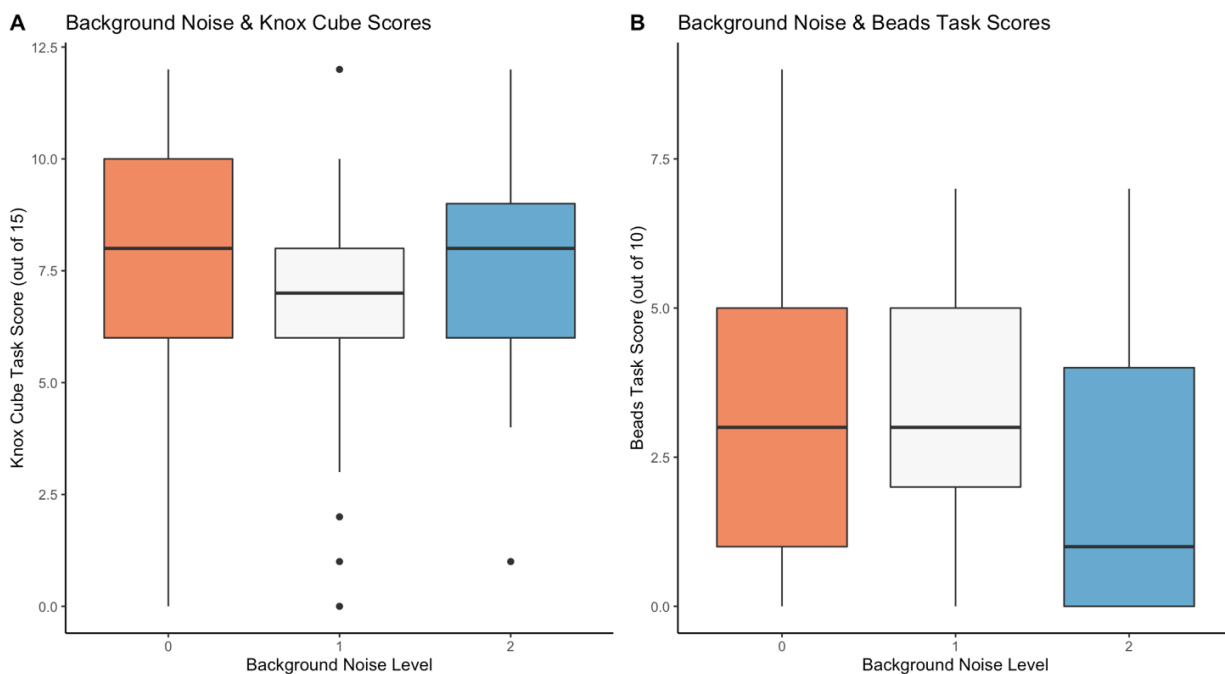 A Background Noise & Knox Cube Scores
Knox Cube Task Score (out of 15)
12.5
10.0
7.5
5.0
2.5
0.0
0 1 2
Background Noise Level
B Background Noise & Beads Task Scores
Beads Task Score (out of 10)
7.5
5.0
2.5
0.0
0 1 2
Background Noise Level